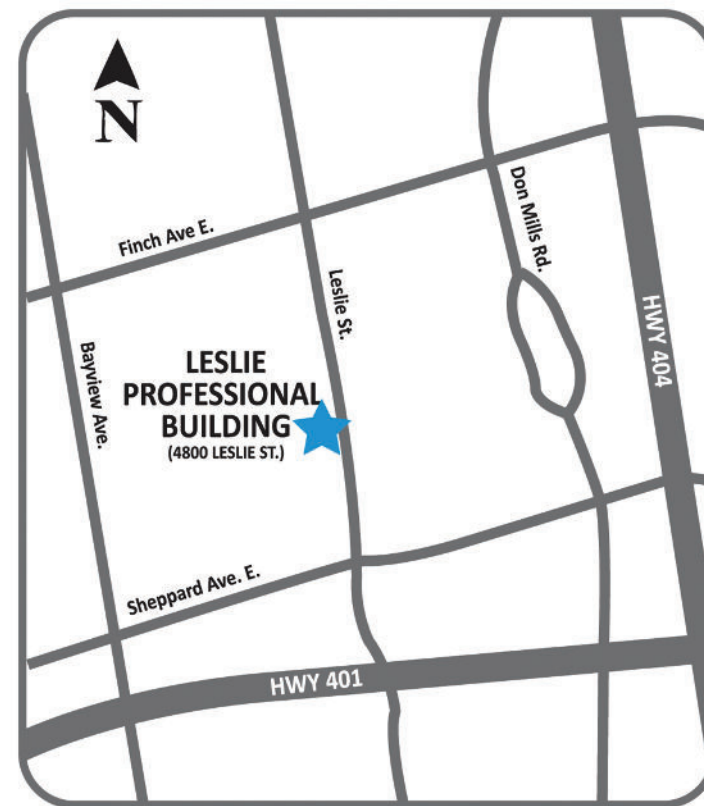 N
Finch Ave E.
Don Mills Rd.
Leslie St.
HWY 404
Bayview Ave.
LESLIE
PROFESSIONAL
BUILDING
(4800 LESLIE ST.)
Sheppard Ave. E.
HWY 401